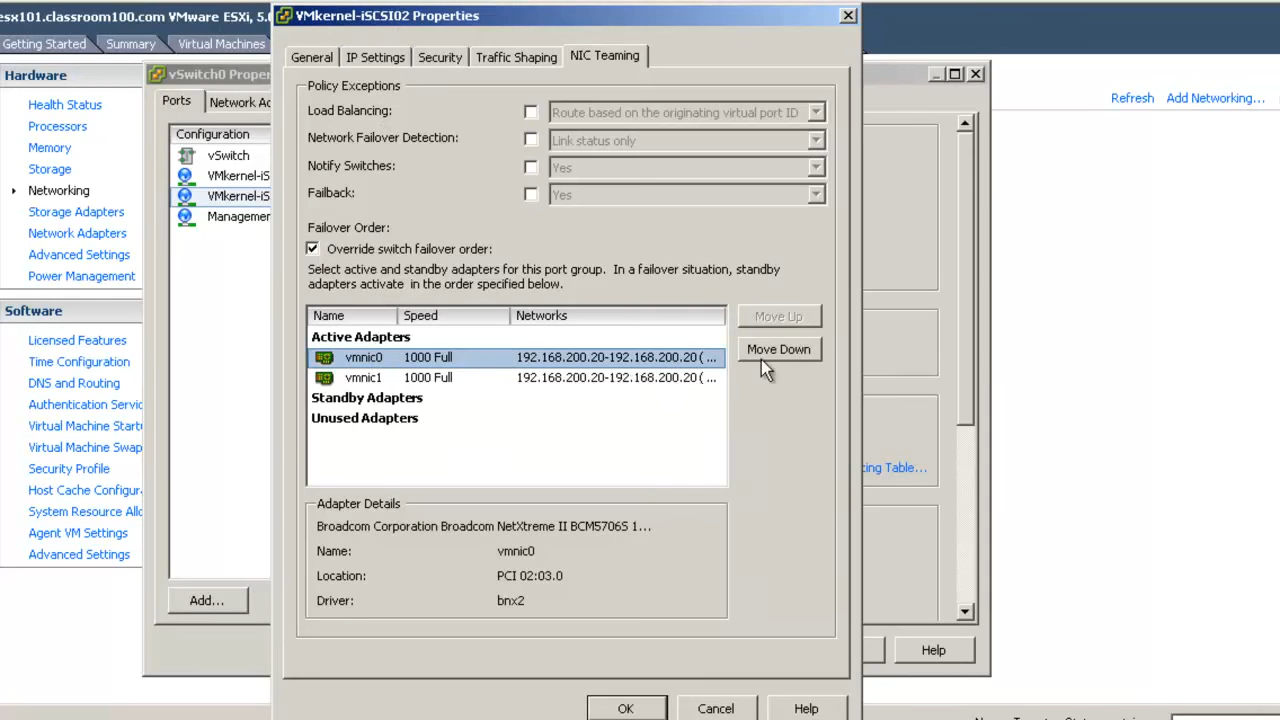 esx101.classroom100.com VMware ESXi, 5.0
Getting Started
Summary
Virtual Machines
Hardware
Health Status
Processors
Memory
Storage
Networking
Storage Adapters
Network Adapters
Advanced Settings
Power Management
Software
Licensed Features
Time Configuration
DNS and Routing
Authentication Servic
Virtual Machine Startu
Virtual Machine Swap
Security Profile
Host Cache Configur
System Resource Allo
Agent VM Settings
Advanced Settings
vSwitch0 Proper
Ports
Network Ad
Configuration
vSwitch
VMkernel-iS
VMkernel-iS
Managemer
Add...
VMkernel-iSCSI02 Properties
General
IP Settings
Security
Traffic Shaping
NIC Teaming
Policy Exceptions
Load Balancing:
Route based on the originating virtual port ID
Network Failover Detection:
Link status only
Notify Switches:
Yes
Failback:
Yes
Failover Order:
Override switch failover order:
Select active and standby adapters for this port group. In a failover situation, standby
adapters activate in the order specified below.
Name Speed Networks
Active Adapters
vmnic0 1000 Full 192.168.200.20-192.168.200.20 ( ...
vmnic1 1000 Full 192.168.200.20-192.168.200.20 ( ...
Standby Adapters
Unused Adapters
Move Up
Move Down
Adapter Details
Broadcom Corporation Broadcom NetXtreme II BCM5706S 1...
Name: vmnic0
Location: PCI 02:03.0
Driver: bnx2
OK
Cancel
Help
Refresh
Add Networking...
ting Table...
Help